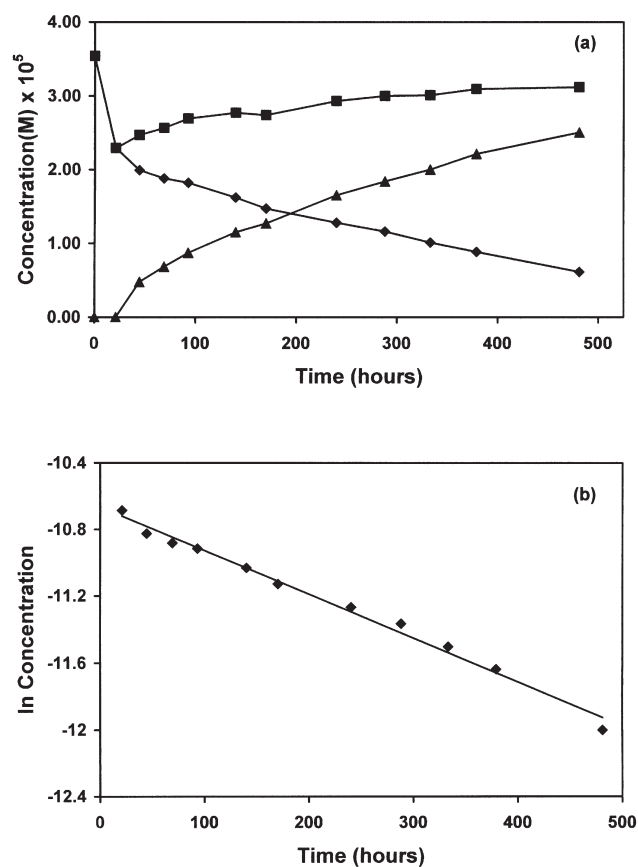 (a)
Concentration(M) x 10⁵
4.00
3.00
2.00
1.00
0.00
0 100 200 300 400 500
Time (hours)
(b)
ln Concentration
-10.4
-10.8
-11.2
-11.6
-12
-12.4
0 100 200 300 400 500
Time (hours)